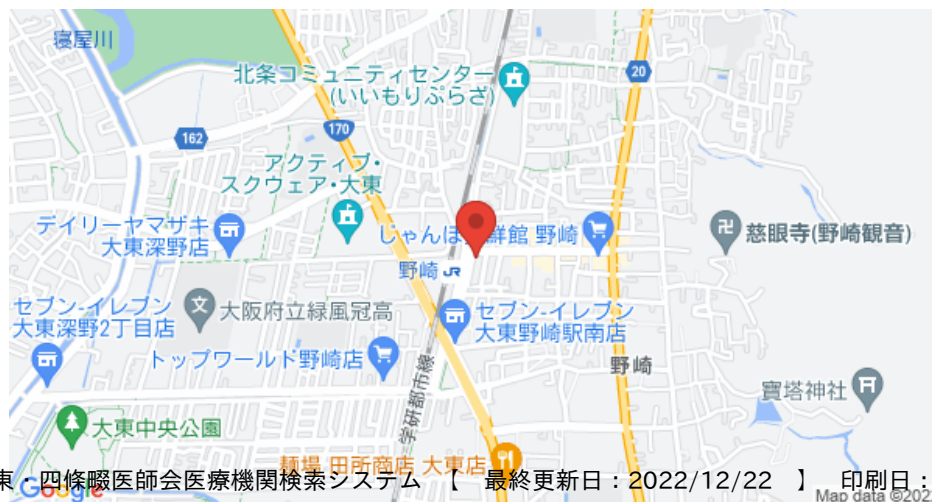 寝屋川
北条コミュニティセンター
(いいもりぷらざ)
20
162
170
アクティブ・
スクウェア・大東
デイリーヤマザキ
大東深野店
じゃんぼ
鮮館 野崎
慈眼寺(野崎観音)
野崎 JR
セブン-イレブン
大東深野2丁目店
大阪府立緑風冠高
セブン-イレブン
大東野崎駅南店
トップワールド野崎店
野崎
学研都市線
寶塔神社
大東中央公園
麺場 田所商店 大東店
東・四條畷医師会医療機関検索システム 【 最終更新日:2022/12/22 】 印刷日:
Google
Map data ©202